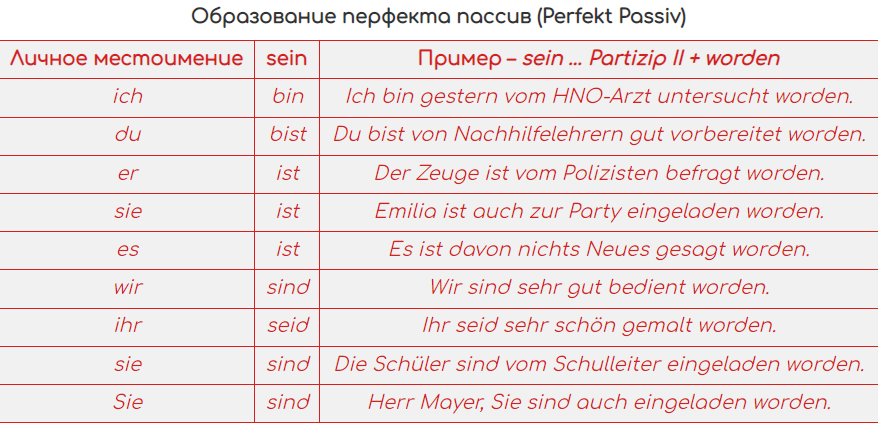 Образование перфекта пассив (Perfekt Passiv)
Личное местоимение sein Пример – sein ... Partizip II + worden
ich bin Ich bin gestern vom HNO-Arzt untersucht worden.
du bist Du bist von Nachhilfelehrern gut vorbereitet worden.
er ist Der Zeuge ist vom Polizisten befragt worden.
sie ist Emilia ist auch zur Party eingeladen worden.
es ist Es ist davon nichts Neues gesagt worden.
wir sind Wir sind sehr gut bedient worden.
ihr seid Ihr seid sehr schön gemalt worden.
sie sind Die Schüler sind vom Schulleiter eingeladen worden.
Sie sind Herr Mayer, Sie sind auch eingeladen worden.